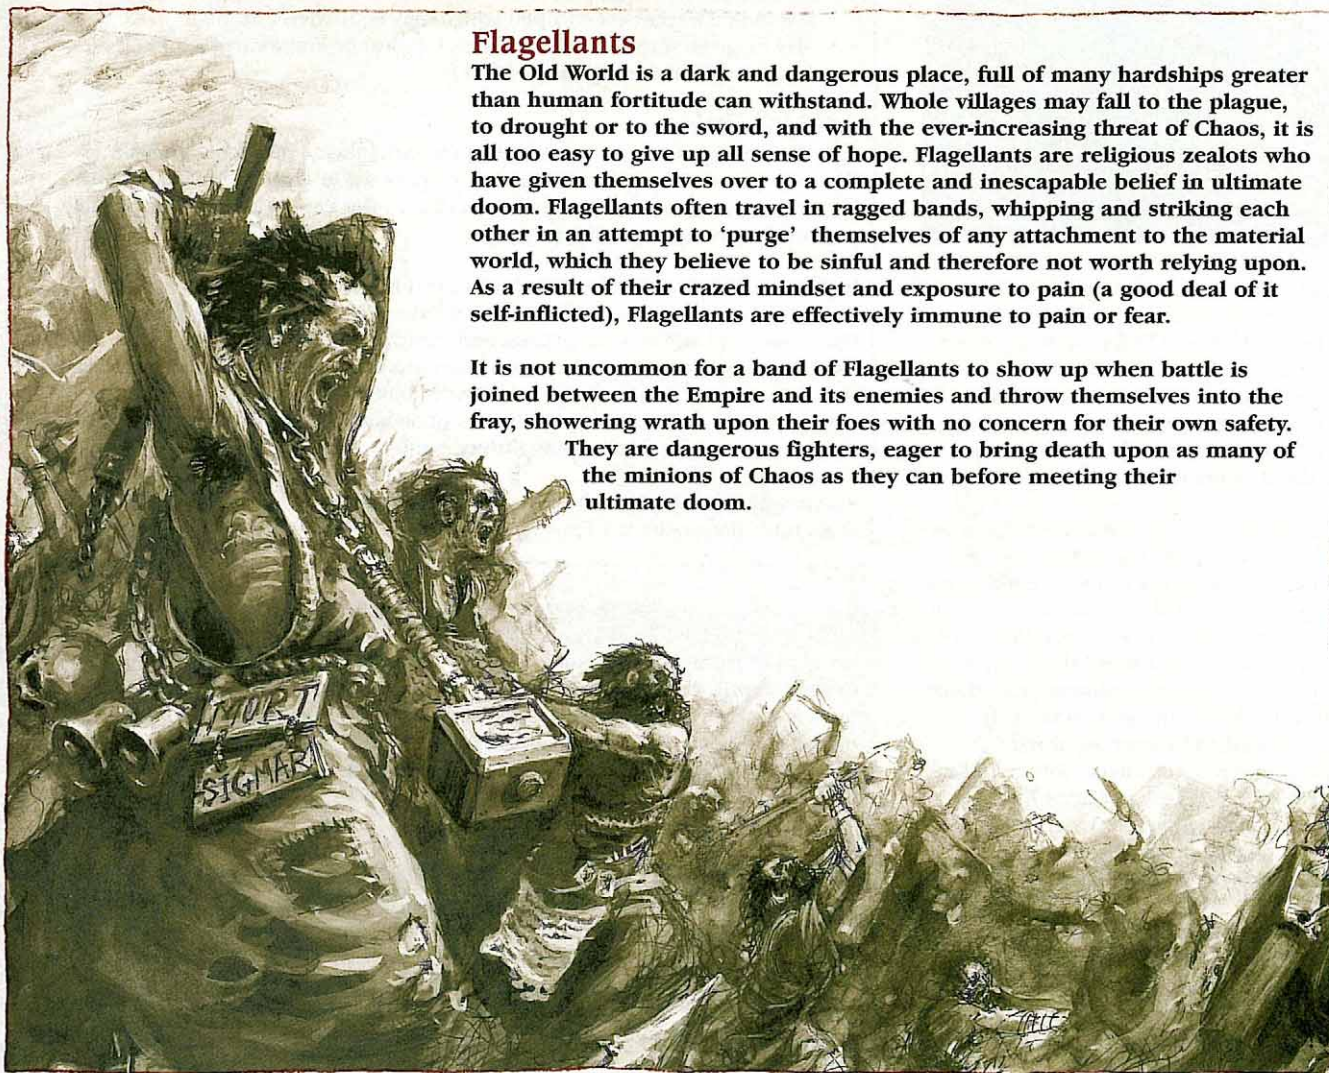 Flagellants
The Old World is a dark and dangerous place, full of many hardships greater
than human fortitude can withstand. Whole villages may fall to the plague,
to drought or to the sword, and with the ever-increasing threat of Chaos, it is
all too easy to give up all sense of hope. Flagellants are religious zealots who
have given themselves over to a complete and inescapable belief in ultimate
doom. Flagellants often travel in ragged bands, whipping and striking each
other in an attempt to ‘purge’  themselves of any attachment to the material
world, which they believe to be sinful and therefore not worth relying upon.
As a result of their crazed mindset and exposure to pain (a good deal of it
self-inflicted), Flagellants are effectively immune to pain or fear.
It is not uncommon for a band of Flagellants to show up when battle is
joined between the Empire and its enemies and throw themselves into the
fray, showering wrath upon their foes with no concern for their own safety.
They are dangerous fighters, eager to bring death upon as many of
the minions of Chaos as they can before meeting their
ultimate doom.
MORT
SIGMAR